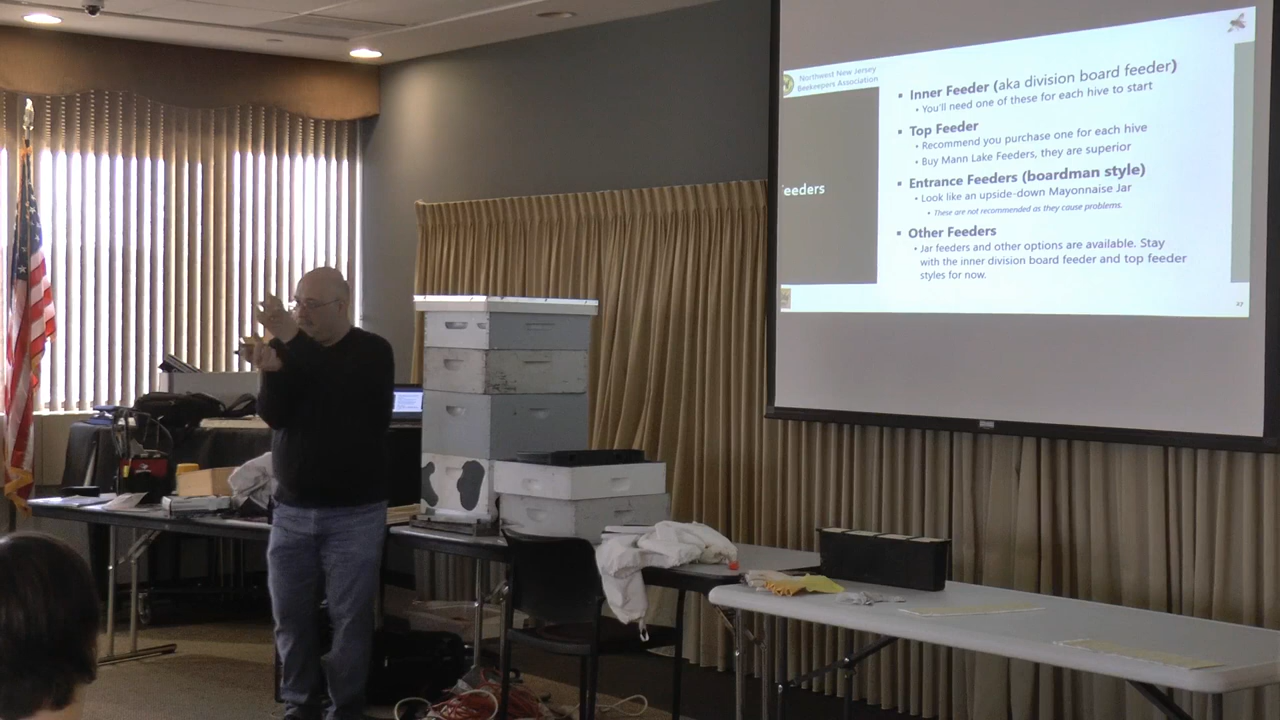 Northwest New Jersey
Beekeepers Association
eeders
▪ Inner Feeder (aka division board feeder)
• You'll need one of these for each hive to start
▪ Top Feeder
• Recommend you purchase one for each hive
• Buy Mann Lake Feeders, they are superior
▪ Entrance Feeders (boardman style)
• Look like an upside-down Mayonnaise Jar
• These are not recommended as they cause problems.
▪ Other Feeders
• Jar feeders and other options are available. Stay
with the inner division board feeder and top feeder
styles for now.
27